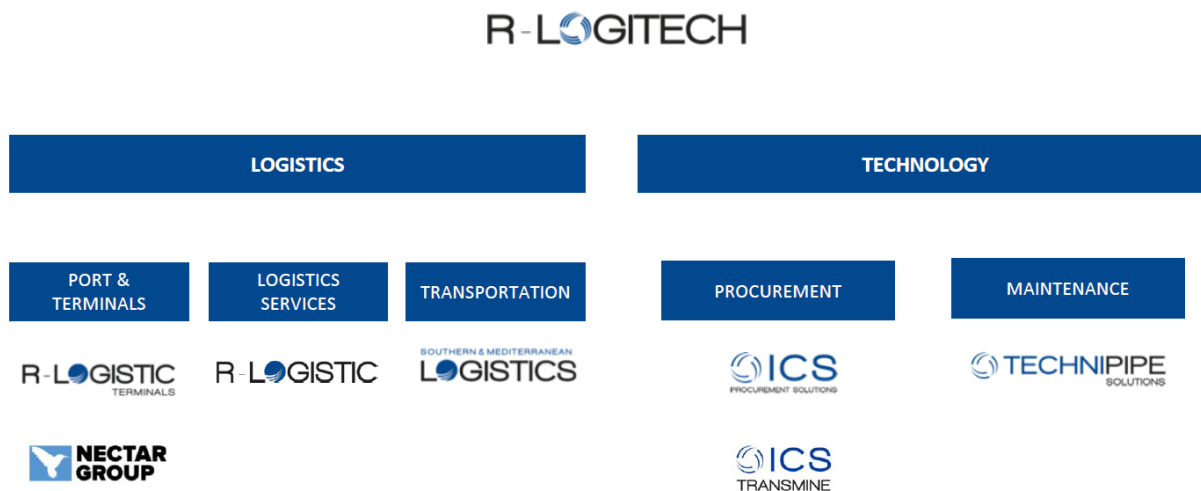 R-LOGITECH
LOGISTICS
TECHNOLOGY
PORT &
TERMINALS
LOGISTICS
SERVICES
TRANSPORTATION
PROCUREMENT
MAINTENANCE
R-LOGISTIC
TERMINALS
R-LOGISTIC
SOUTHERN & MEDITERRANEAN
LOGISTICS
ICS
PROCUREMENT SOLUTIONS
TECHNIPIPE
SOLUTIONS
NECTAR
GROUP
ICS
TRANSMINE